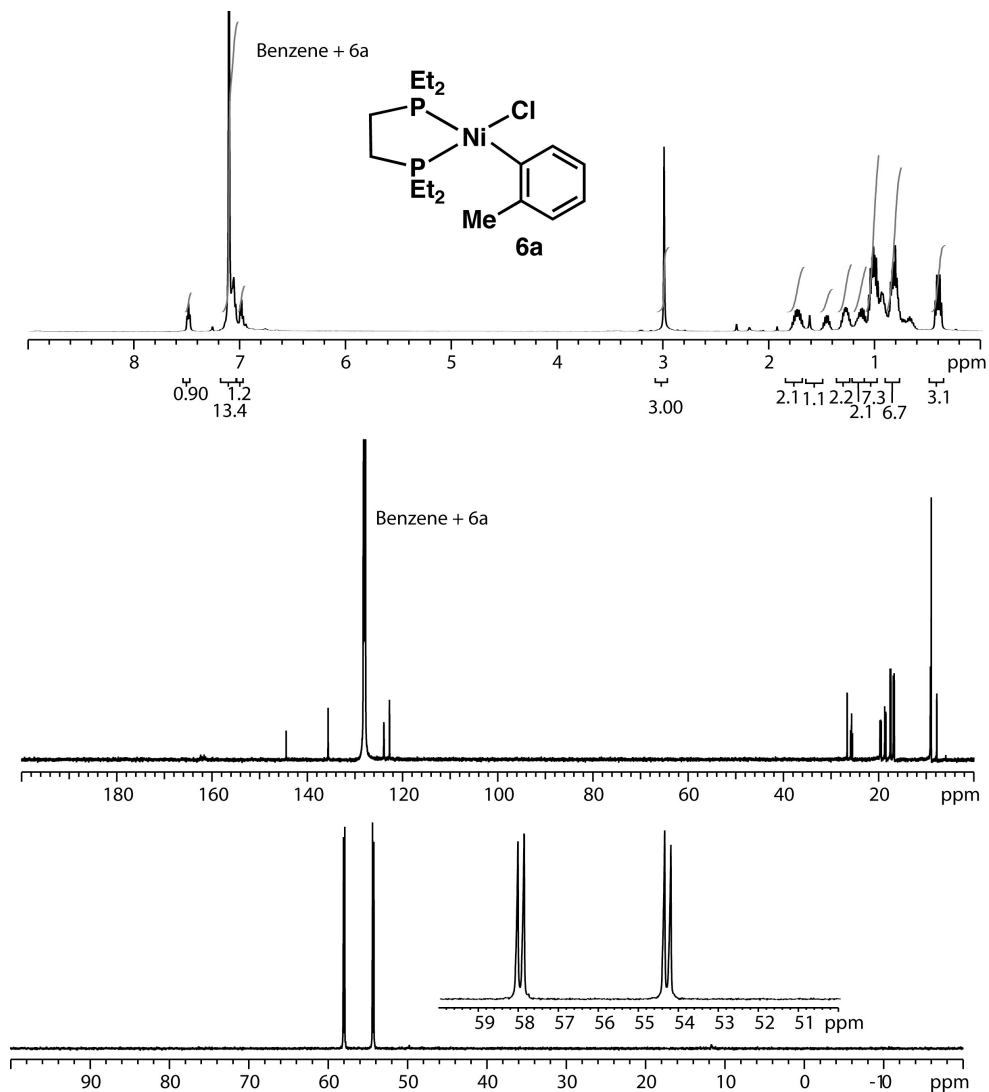 Benzene + 6a
Et2
P
Cl
Ni
P
Et2
Me
6a
8 7 6 5 4 3 2 1 ppm
0.90 1.2 3.00 2.1 1.1 2.2 7.3 3.1
13.4 2.1 6.7
Benzene + 6a
180 160 140 120 100 80 60 40 20 ppm
59 58 57 56 55 54 53 52 51 ppm
90 80 70 60 50 40 30 20 10 0 -10 ppm